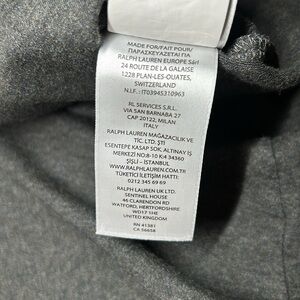 MADE FOR/FAIT POUR/
ΠΑΡΑΣΚΕΥΑΖΕΤΑΙ ΓΙΑ
RALPH LAUREN EUROPE Sàrl
24 ROUTE DE LA GALAISE
1228 PLAN-LES-OUATES,
SWITZERLAND
N.I.F.:IT03945310963
RL SERVICES S.R.L.
VIA SAN BARNABA 27
CAP 20122, MILAN
ITALY
RALPH LAUREN MAĞAZACILIK VE
TİC. LTD. ŞTİ
ESENTEPE KASAP SOK. ALTINAY İŞ
MERKEZİ NO:8-10 K:4 34360
ŞİŞLİ - İSTANBUL
WWW.RALPHLAUREN.COM.TR
TÜKETİCİ İLETİŞİM HATTI:
0212 345 69 69
RALPH LAUREN UK LTD.
SENTINEL HOUSE
46 CLARENDON RD
WATFORD, HERTFORDSHIRE
WD17 1HE
UNITED KINGDOM
RN 41381
CA 56658